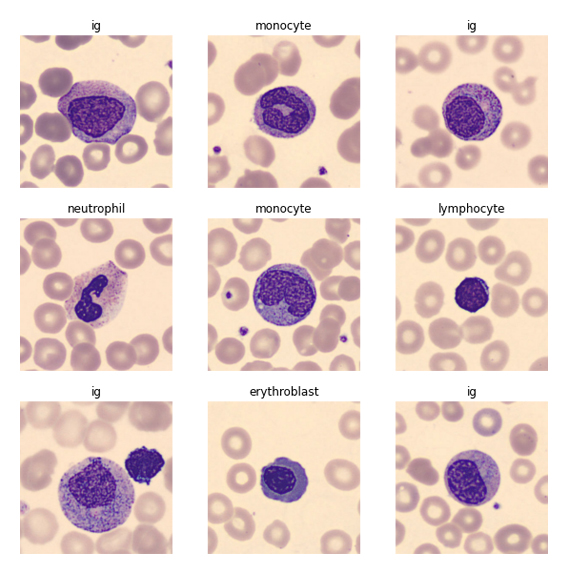 ig
monocyte
ig
neutrophil
monocyte
lymphocyte
ig
erythroblast
ig